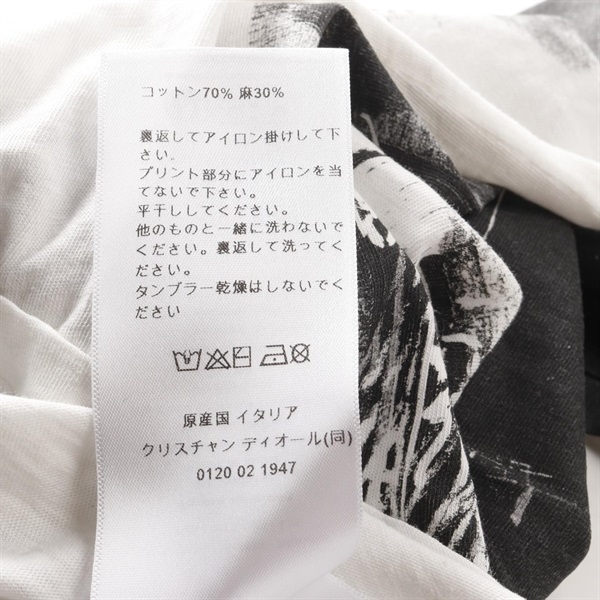 コットン70% 麻30%
裏返してアイロン掛けして下
さい。
プリント部分にアイロンを当
てないで下さい。
平干ししてください。
他のものと一緒に洗わないで
ください。裏返して洗ってく
ださい。
タンブラー乾燥はしないでく
ださい
原産国 イタリア
クリスチャン ディオール(同)
0120 02 1947